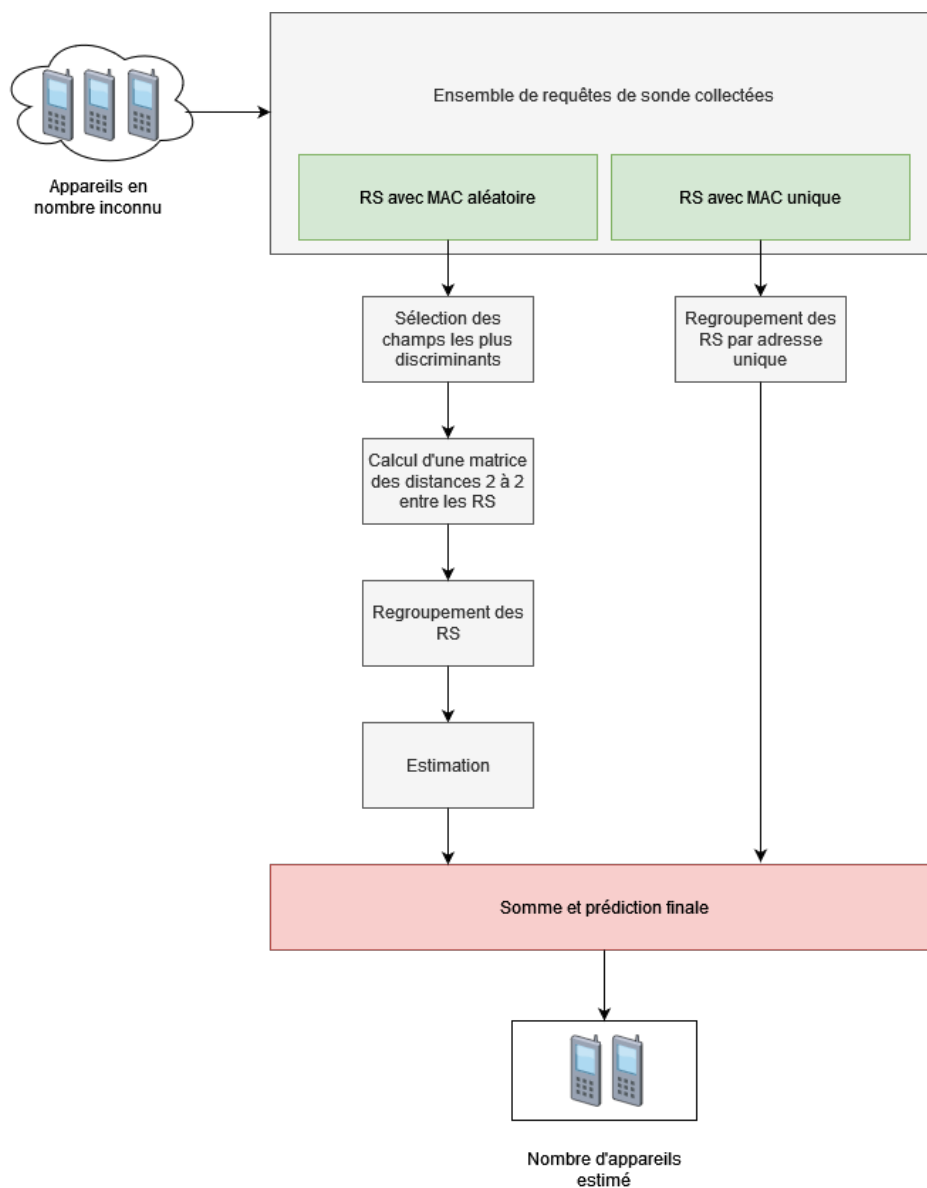 Ensemble de requêtes de sonde collectées
Appareils en
nombre inconnu
RS avec MAC aléatoire
RS avec MAC unique
Sélection des
champs les plus
discriminants
Regroupement des
RS par adresse
unique
Calcul d'une matrice
des distances 2 à 2
entre les RS
Regroupement des
RS
Estimation
Somme et prédiction finale
Nombre d'appareils
estimé